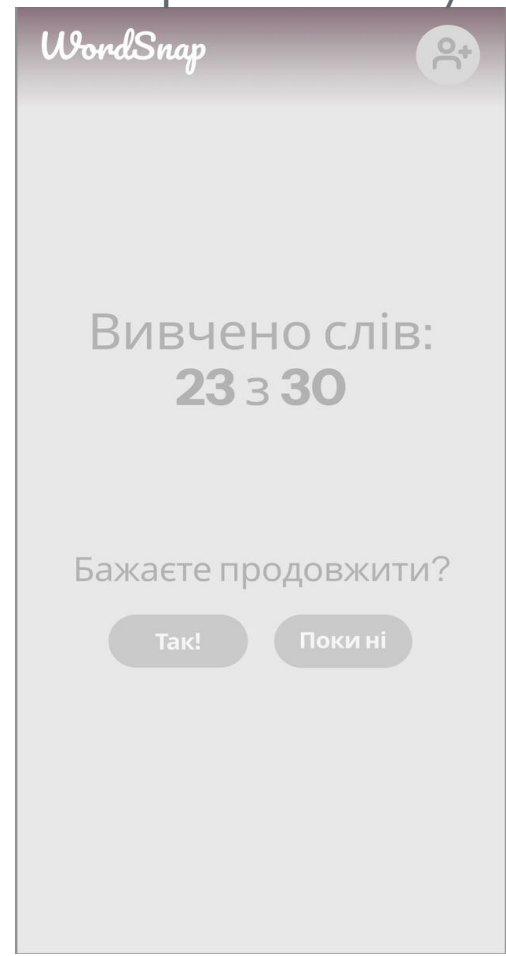 WordSnap
Вивчено слів:
23 з 30
Бажаєте продовжити?
Так! Поки ні